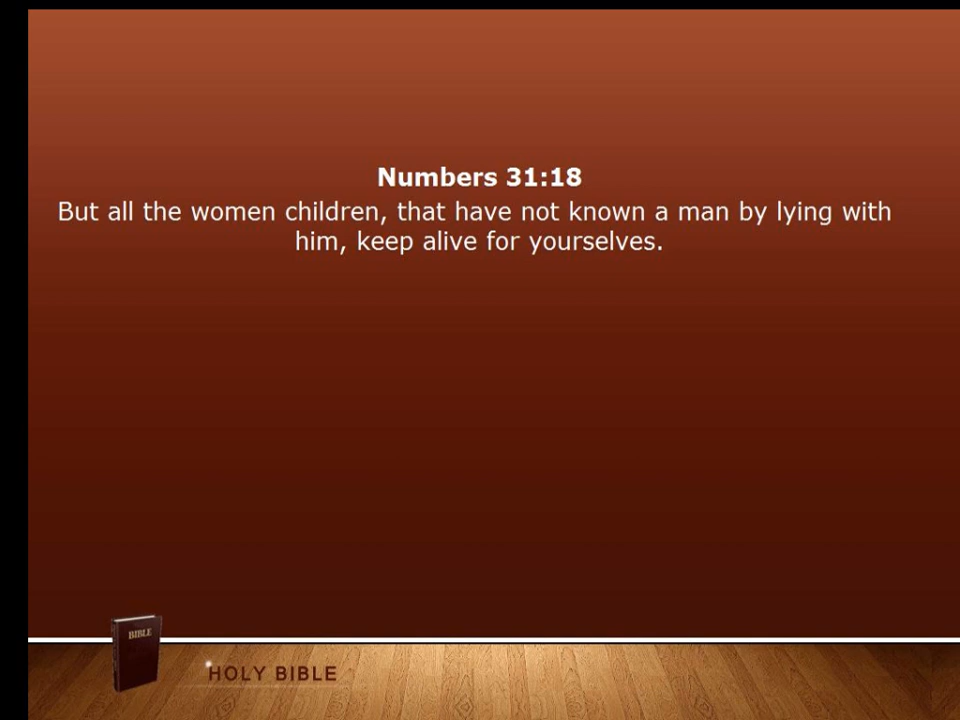 Numbers 31:18
But all the women children, that have not known a man by lying with
him, keep alive for yourselves.
BIBLE
HOLY BIBLE